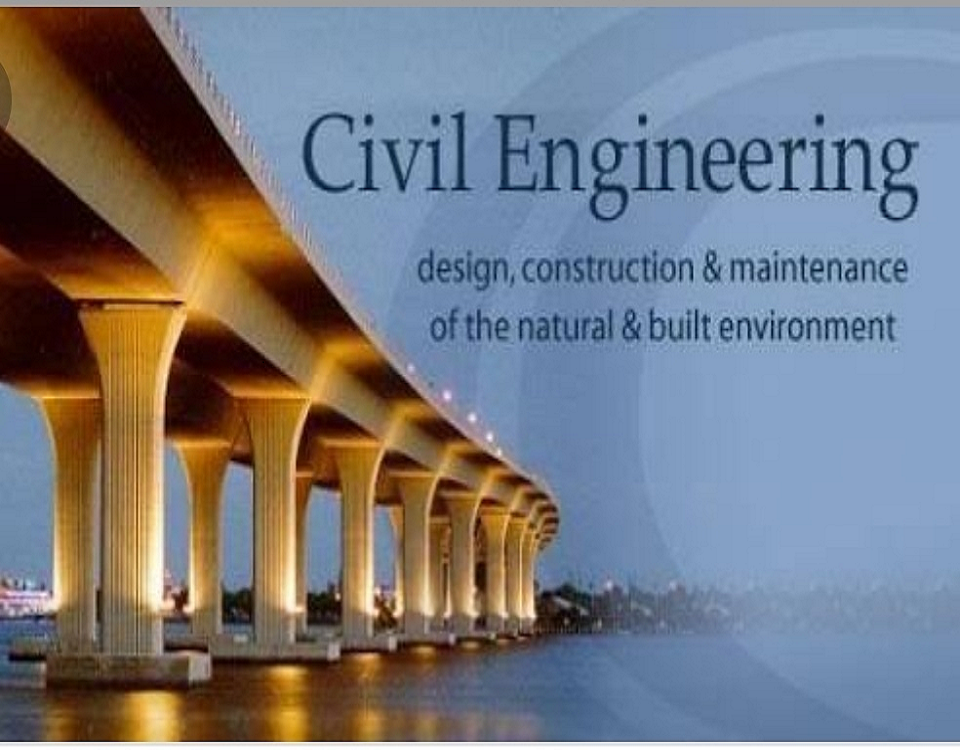 Civil Engineering
design, construction & maintenance
of the natural & built environment